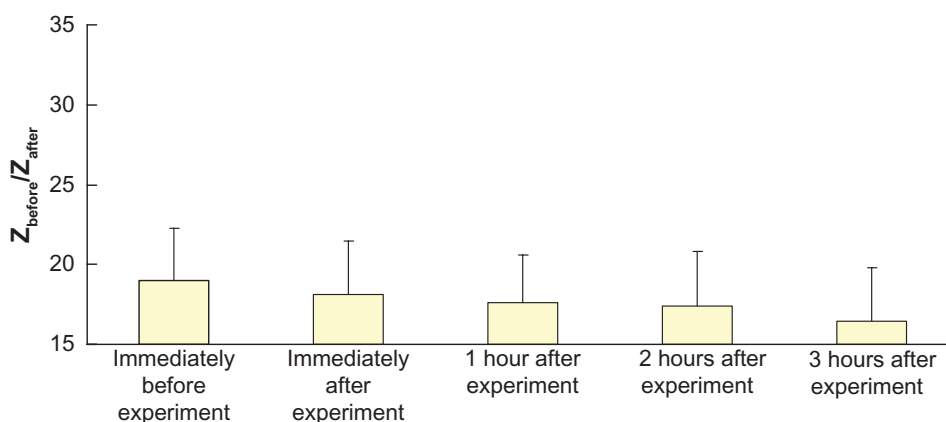 35
30
25
20
15
Zbefore/Zafter
Immediately
before
experiment
Immediately
after
experiment
1 hour after
experiment
2 hours after
experiment
3 hours after
experiment